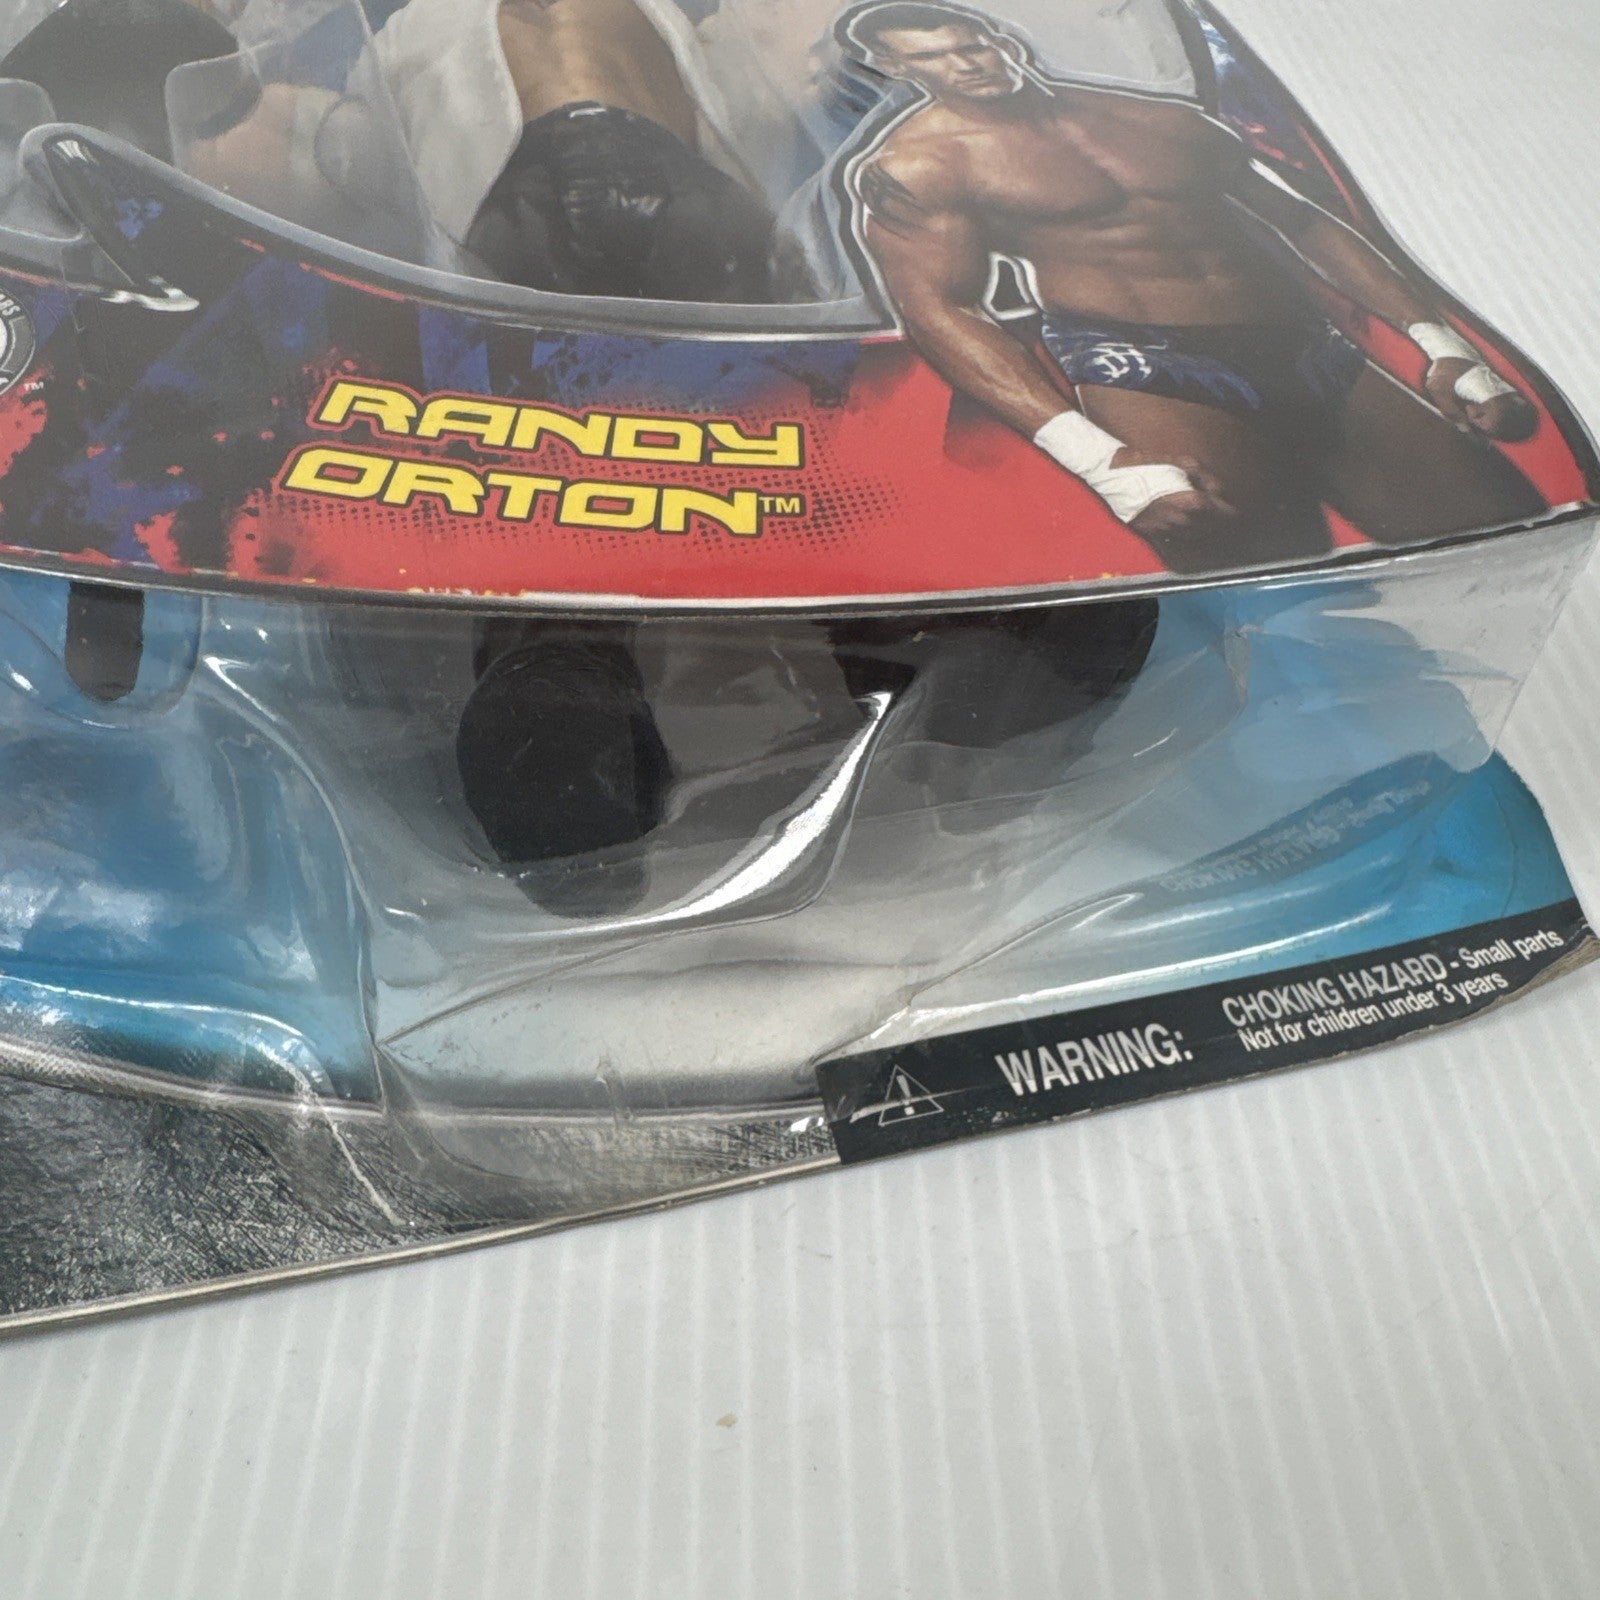 RANDY
ORTON™
WARNING:
CHOKING HAZARD - Small parts
Not for children under 3 years